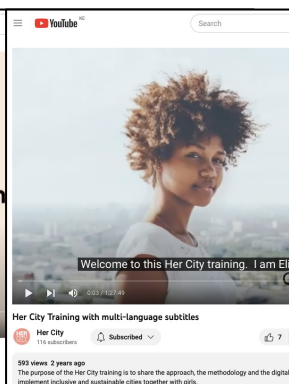 YouTube KE
Search
Welcome to this Her City training. I am Eli
0:03 / 1:27:49
Her City Training with multi-language subtitles
HER
Her City
116 subscribers
Subscribed
7
593 views 2 years ago
The purpose of the Her City training is to share the approach, the methodology and the digital
implement inclusive and sustainable cities together with girls.